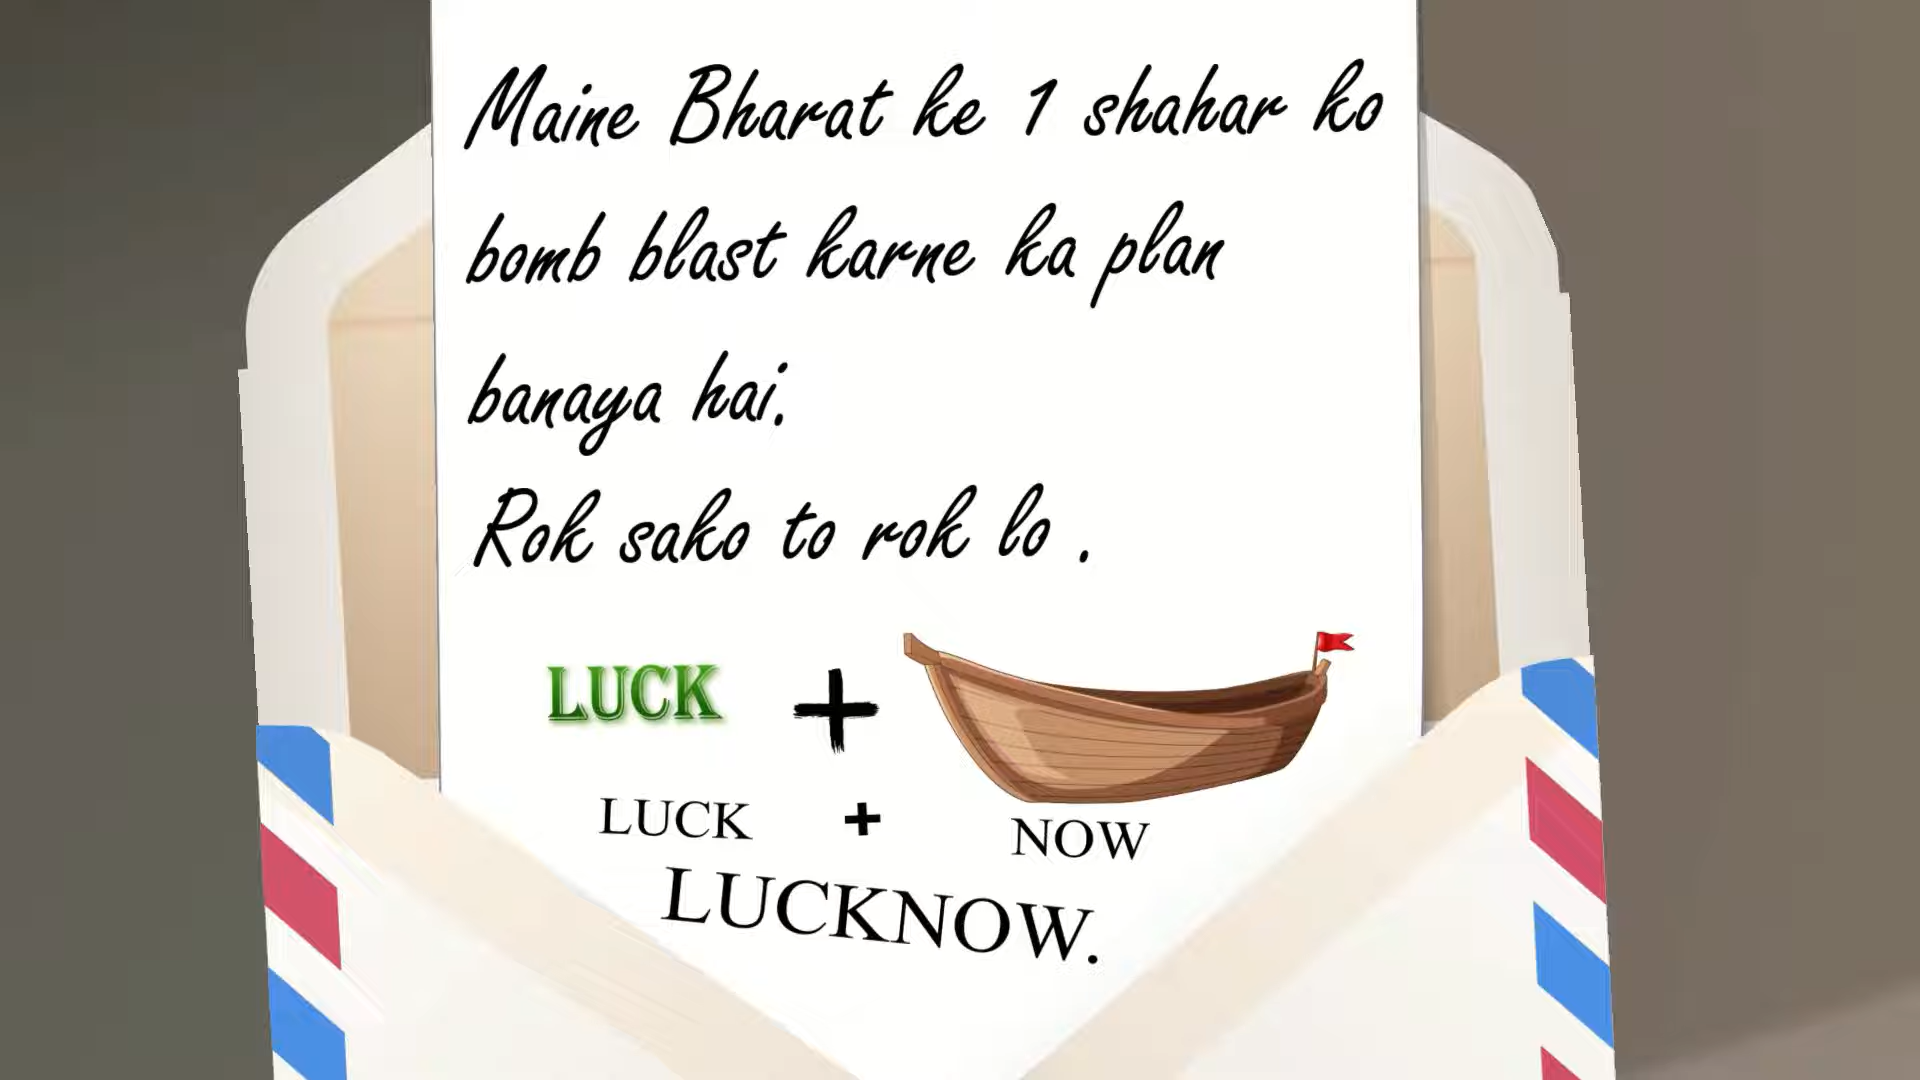 Maine Bharat ke 1 shahar ko
bomb blast karne ka plan
banaya hai.
Rok sako to rok lo .
LUCK +
LUCK + NOW
LUCKNOW.